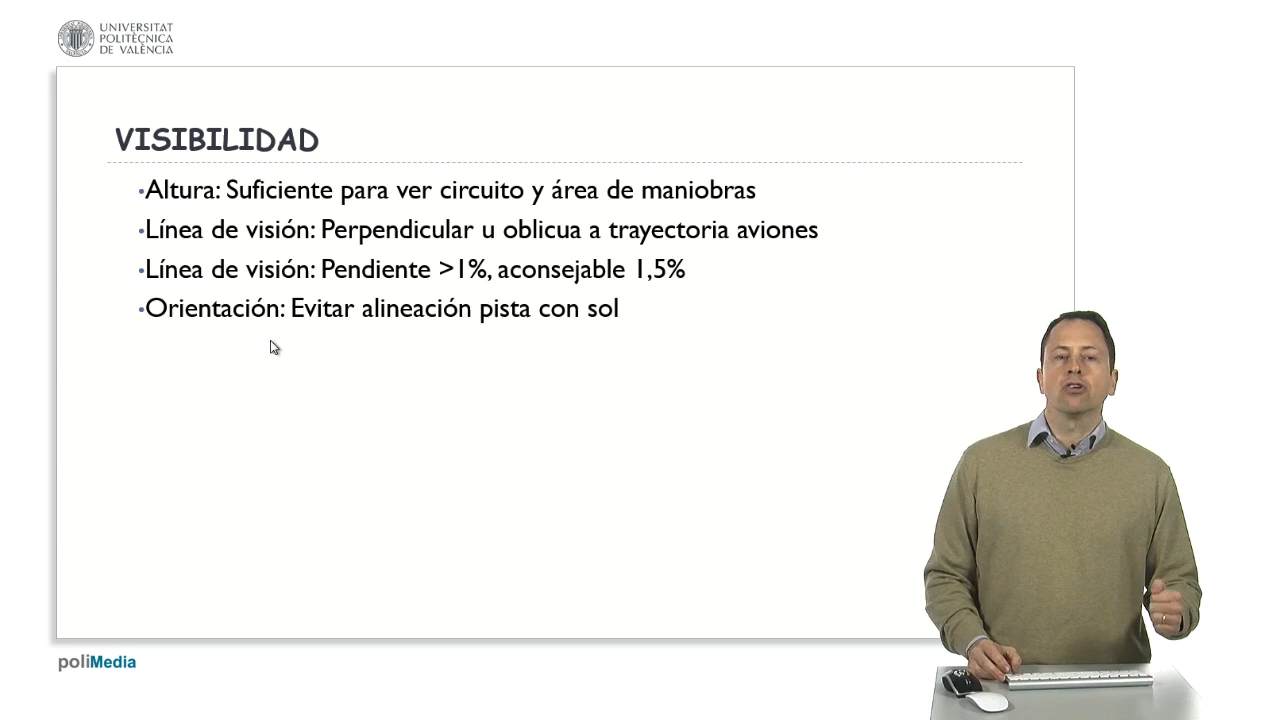 UNIVERSITAT
POLITÈCNICA
DE VALÈNCIA
VISIBILIDAD
•Altura: Suficiente para ver circuito y área de maniobras
•Línea de visión: Perpendicular u oblicua a trayectoria aviones
•Línea de visión: Pendiente >1%, aconsejable 1,5%
•Orientación: Evitar alineación pista con sol
poliMedia